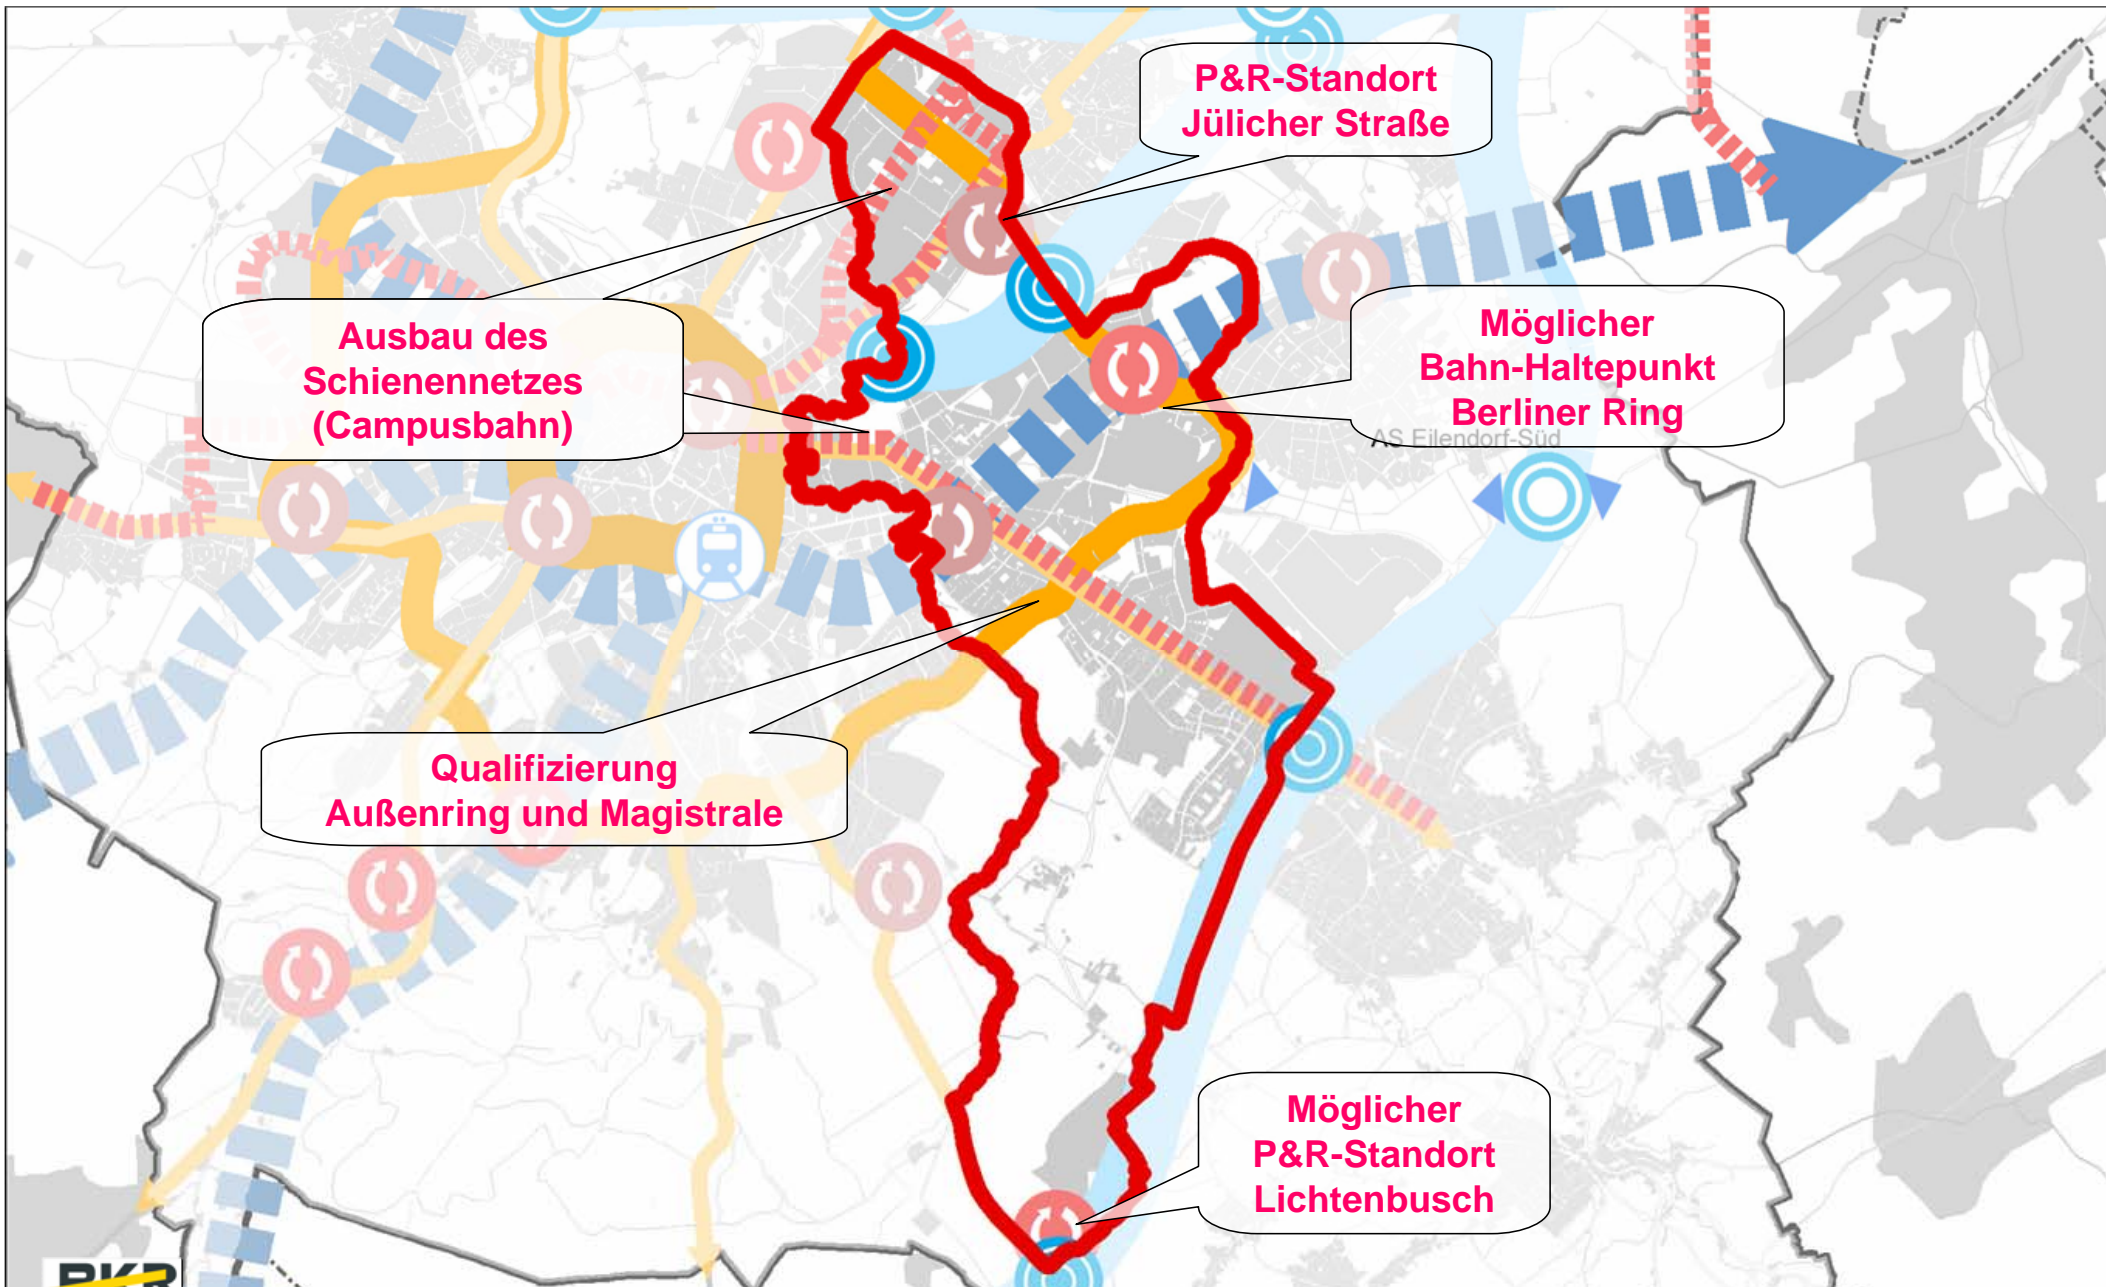 P&R-Standort
Jülicher Straße
Ausbau des
Schienennetzes
(Campusbahn)
Möglicher
Bahn-Haltepunkt
Berliner Ring
AS Eilendorf-Süd
Qualifizierung
Außenring und Magistrale
Möglicher
P&R-Standort
Lichtenbusch
BKR